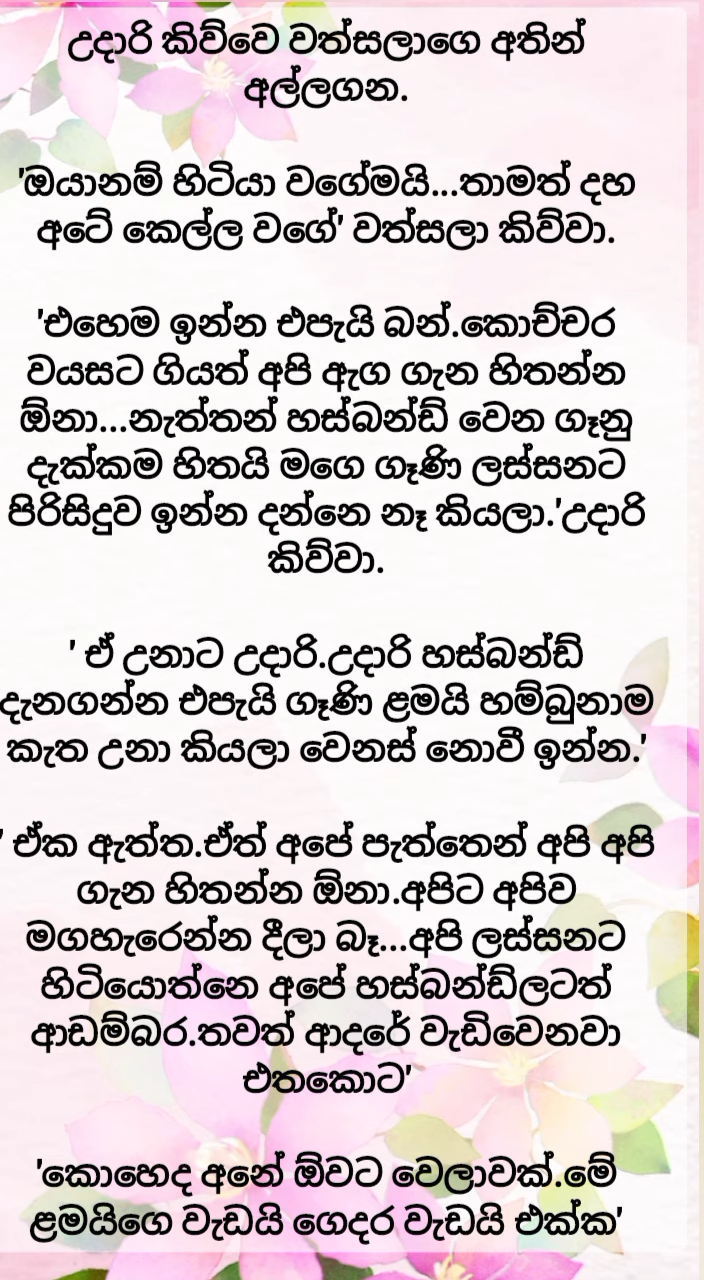 උදාරි කිව්වෙ වත්සලාගෙ අතින්
අල්ලගන.
'ඔයානම් හිටියා වගේමයි...තාමත් දහ
අටේ කෙල්ල වගේ' වත්සලා කිව්වා.
'එහෙම ඉන්න එපැයි බන්.කොච්චර
වයසට ගියත් අපි ඇග ගැන හිතන්න
ඕනා...නැත්තන් හස්බන්ඩ් වෙන ගෑනු
දැක්කම හිතයි මගෙ ගෑණි ලස්සනට
පිරිසිදුව ඉන්න දන්නෙ නෑ කියලා.'උදාරි
කිව්වා.
' ඒ උනාට උදාරි.උදාරි හස්බන්ඩ්
දැනගන්න එපැයි ගෑණි ළමයි හම්බුනාම
කැත උනා කියලා වෙනස් නොවී ඉන්න.'
' ඒක ඇත්ත.ඒත් අපේ පැත්තෙන් අපි අපි
ගැන හිතන්න ඕනා.අපිට අපිව
මගහැරෙන්න දීලා බෑ...අපි ලස්සනට
හිටියොත්නෙ අපේ හස්බන්ඩ්ලටත්
ආඩම්බර.තවත් ආදරේ වැඩිවෙනවා
එතකොට'
'කොහෙද අනේ ඕවට වෙලාවක්.මේ
ළමයිගෙ වැඩයි ගෙදර වැඩයි එක්ක'